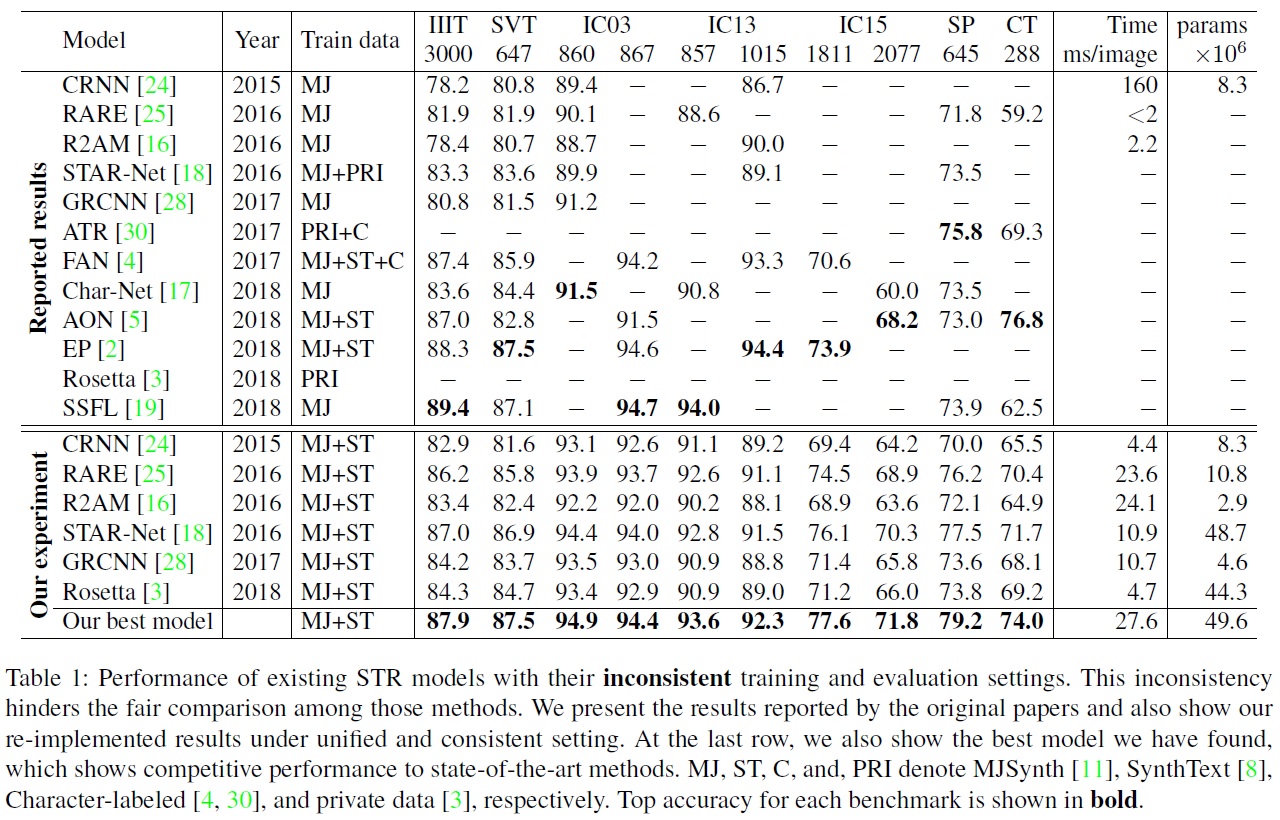 Model Year Train data IIIT SVT IC03 IC13 IC15 SP CT Time params
3000 647 860 867 857 1015 1811 2077 645 288 ms/image ×10⁶
Reported results
CRNN [24] 2015 MJ 78.2 80.8 89.4 − − 86.7 − − − − 160 8.3
RARE [25] 2016 MJ 81.9 81.9 90.1 − 88.6 − − − 71.8 59.2 <2 −
R2AM [16] 2016 MJ 78.4 80.7 88.7 − − 90.0 − − − − 2.2 −
STAR-Net [18] 2016 MJ+PRI 83.3 83.6 89.9 − − 89.1 − − 73.5 − − −
GRCNN [28] 2017 MJ 80.8 81.5 91.2 − − − − − − − − −
ATR [30] 2017 PRI+C − − − − − − − − 75.8 69.3 − −
FAN [4] 2017 MJ+ST+C 87.4 85.9 − 94.2 − 93.3 70.6 − − − − −
Char-Net [17] 2018 MJ 83.6 84.4 91.5 − 90.8 − − 60.0 73.5 − − −
AON [5] 2018 MJ+ST 87.0 82.8 − 91.5 − − − 68.2 73.0 76.8 − −
EP [2] 2018 MJ+ST 88.3 87.5 − 94.6 − 94.4 73.9 − − − − −
Rosetta [3] 2018 PRI − − − − − − − − − − − −
SSFL [19] 2018 MJ 89.4 87.1 − 94.7 94.0 − − − 73.9 62.5 − −
Our experiment
CRNN [24] 2015 MJ+ST 82.9 81.6 93.1 92.6 91.1 89.2 69.4 64.2 70.0 65.5 4.4 8.3
RARE [25] 2016 MJ+ST 86.2 85.8 93.9 93.7 92.6 91.1 74.5 68.9 76.2 70.4 23.6 10.8
R2AM [16] 2016 MJ+ST 83.4 82.4 92.2 92.0 90.2 88.1 68.9 63.6 72.1 64.9 24.1 2.9
STAR-Net [18] 2016 MJ+ST 87.0 86.9 94.4 94.0 92.8 91.5 76.1 70.3 77.5 71.7 10.9 48.7
GRCNN [28] 2017 MJ+ST 84.2 83.7 93.5 93.0 90.9 88.8 71.4 65.8 73.6 68.1 10.7 4.6
Rosetta [3] 2018 MJ+ST 84.3 84.7 93.4 92.9 90.9 89.0 71.2 66.0 73.8 69.2 4.7 44.3
Our best model MJ+ST 87.9 87.5 94.9 94.4 93.6 92.3 77.6 71.8 79.2 74.0 27.6 49.6
Table 1: Performance of existing STR models with their inconsistent training and evaluation settings. This inconsistency
hinders the fair comparison among those methods. We present the results reported by the original papers and also show our
re-implemented results under unified and consistent setting. At the last row, we also show the best model we have found,
which shows competitive performance to state-of-the-art methods. MJ, ST, C, and, PRI denote MJSynth [11], SynthText [8],
Character-labeled [4, 30], and private data [3], respectively. Top accuracy for each benchmark is shown in bold.